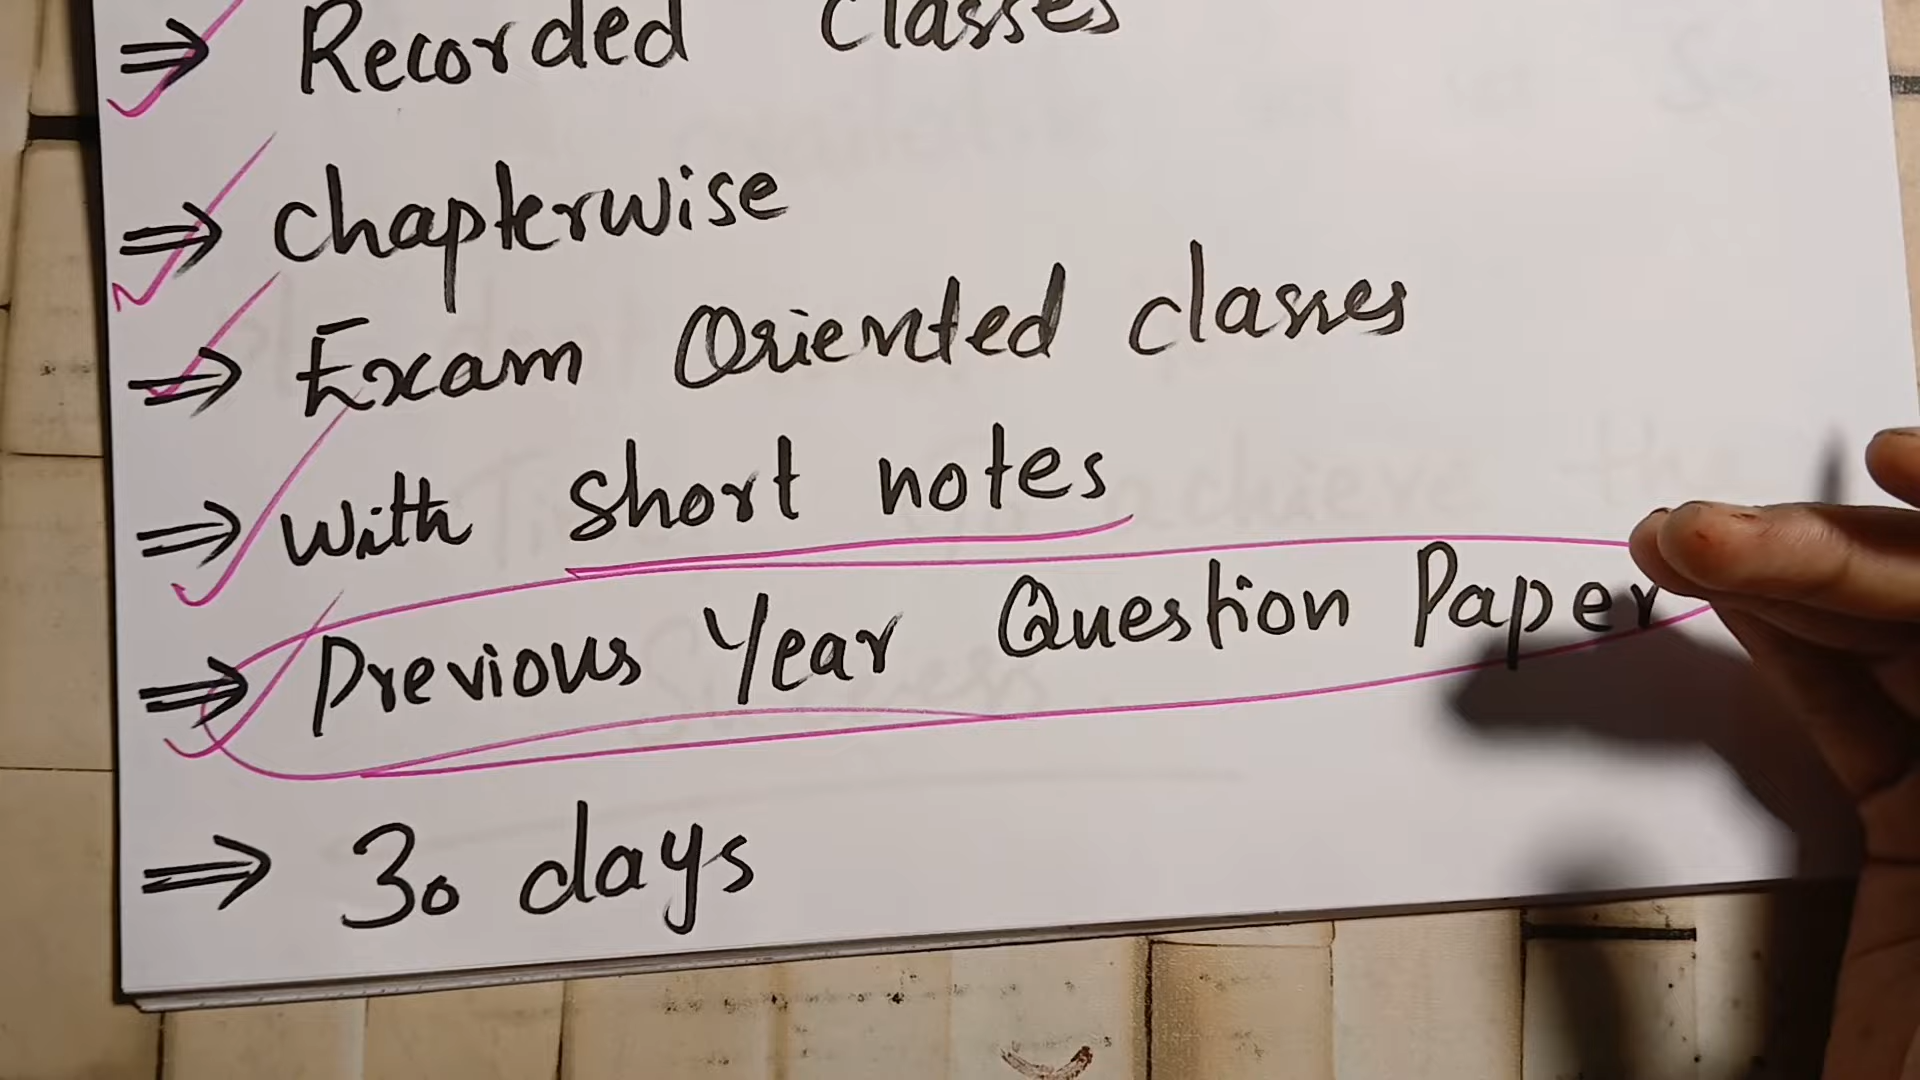 ⇒ Recorded Classes
⇒ Chapterwise
⇒ Exam Oriented classes
⇒ With short notes
⇒ Previous Year Question Paper
⇒ 30 days